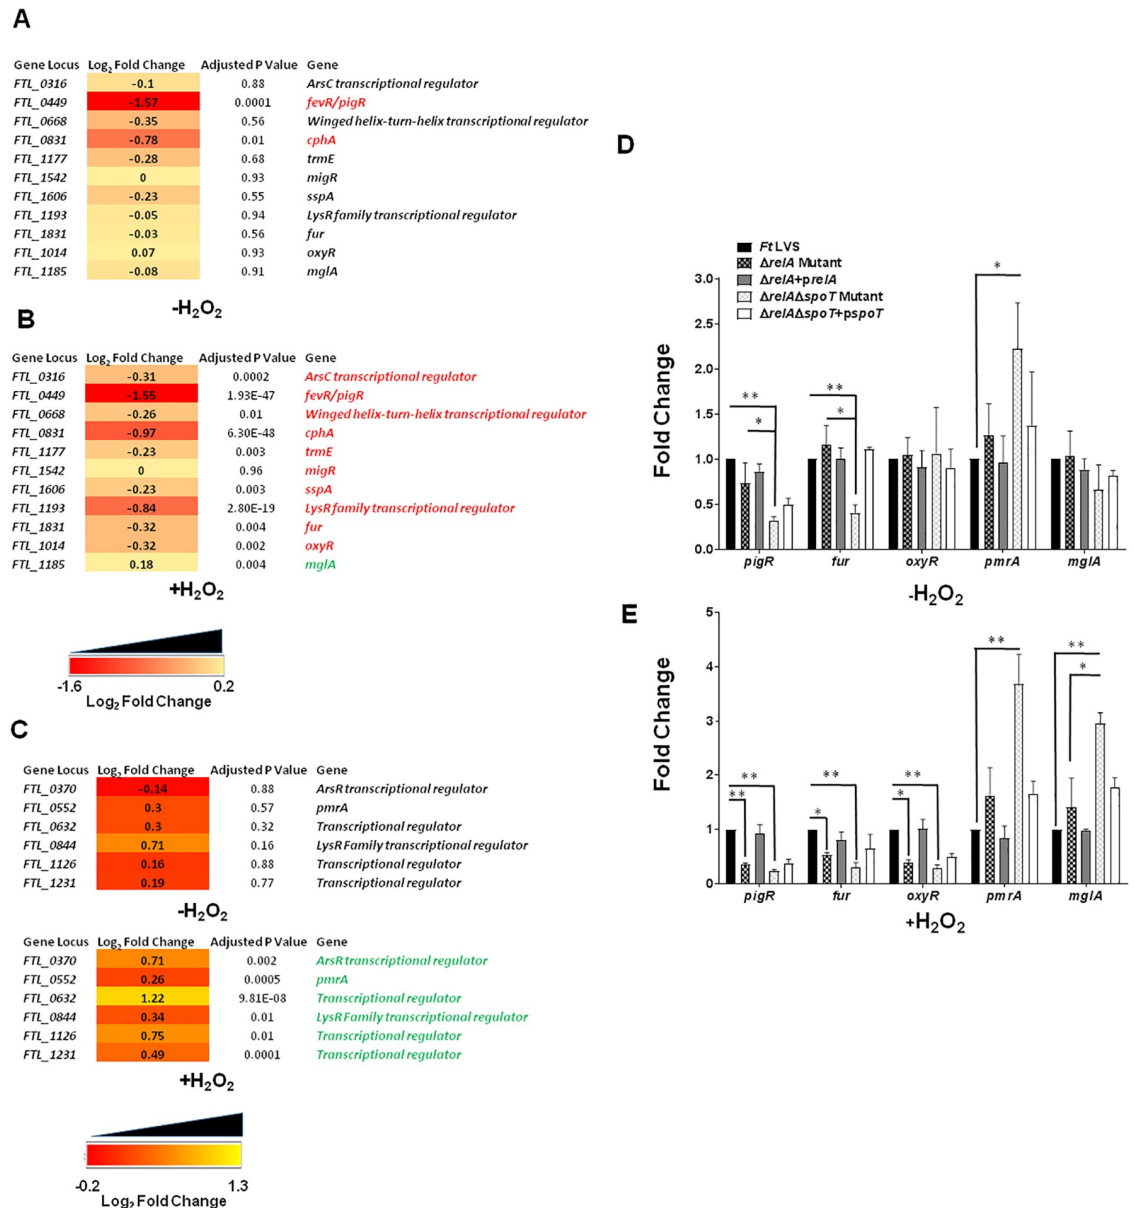 A
Gene Locus Log2 Fold Change Adjusted P Value Gene
FTL_0316 -0.1 0.88 ArsC transcriptional regulator
FTL_0449 -1.57 0.0001 fevR/pigR
FTL_0668 -0.35 0.56 Winged helix-turn-helix transcriptional regulator
FTL_0831 -0.78 0.01 cphA
FTL_1177 -0.28 0.68 trmE
FTL_1542 0 0.93 migR
FTL_1606 -0.23 0.55 sspA
FTL_1193 -0.05 0.94 LysR family transcriptional regulator
FTL_1831 -0.03 0.56 fur
FTL_1014 0.07 0.93 oxyR
FTL_1185 -0.08 0.91 mglA
-H2O2
B
Gene Locus Log2 Fold Change Adjusted P Value Gene
FTL_0316 -0.31 0.0002 ArsC transcriptional regulator
FTL_0449 -1.55 1.93E-47 fevR/pigR
FTL_0668 -0.26 0.01 Winged helix-turn-helix transcriptional regulator
FTL_0831 -0.97 6.30E-48 cphA
FTL_1177 -0.23 0.003 trmE
FTL_1542 0 0.96 migR
FTL_1606 -0.23 0.003 sspA
FTL_1193 -0.84 2.80E-19 LysR family transcriptional regulator
FTL_1831 -0.32 0.004 fur
FTL_1014 -0.32 0.002 oxyR
FTL_1185 0.18 0.004 mglA
+H2O2
-1.6 0.2
Log2 Fold Change
C
Gene Locus Log2 Fold Change Adjusted P Value Gene
FTL_0370 -0.14 0.88 ArsR transcriptional regulator
FTL_0552 0.3 0.57 pmrA
FTL_0632 0.3 0.32 Transcriptional regulator
FTL_0844 0.71 0.16 LysR Family transcriptional regulator
FTL_1126 0.16 0.88 Transcriptional regulator
FTL_1231 0.19 0.77 Transcriptional regulator
-H2O2
Gene Locus Log2 Fold Change Adjusted P Value Gene
FTL_0370 0.71 0.002 ArsR transcriptional regulator
FTL_0552 0.26 0.0005 pmrA
FTL_0632 1.22 9.81E-08 Transcriptional regulator
FTL_0844 0.34 0.01 LysR Family transcriptional regulator
FTL_1126 0.75 0.01 Transcriptional regulator
FTL_1231 0.49 0.0001 Transcriptional regulator
+H2O2
-0.2 1.3
Log2 Fold Change
D
Ft LVS
ΔrelA Mutant
ΔrelA+prelA
ΔrelAΔspoT Mutant
ΔrelAΔspoT+pspoT
Fold Change
3.0
2.5
2.0
1.5
1.0
0.5
0.0
** * ** * *
pigR fur oxyR pmrA mglA
-H2O2
E
Fold Change
5
4
3
2
1
0
** ** ** * ** * ** ** *
pigR fur oxyR pmrA mglA
+H2O2